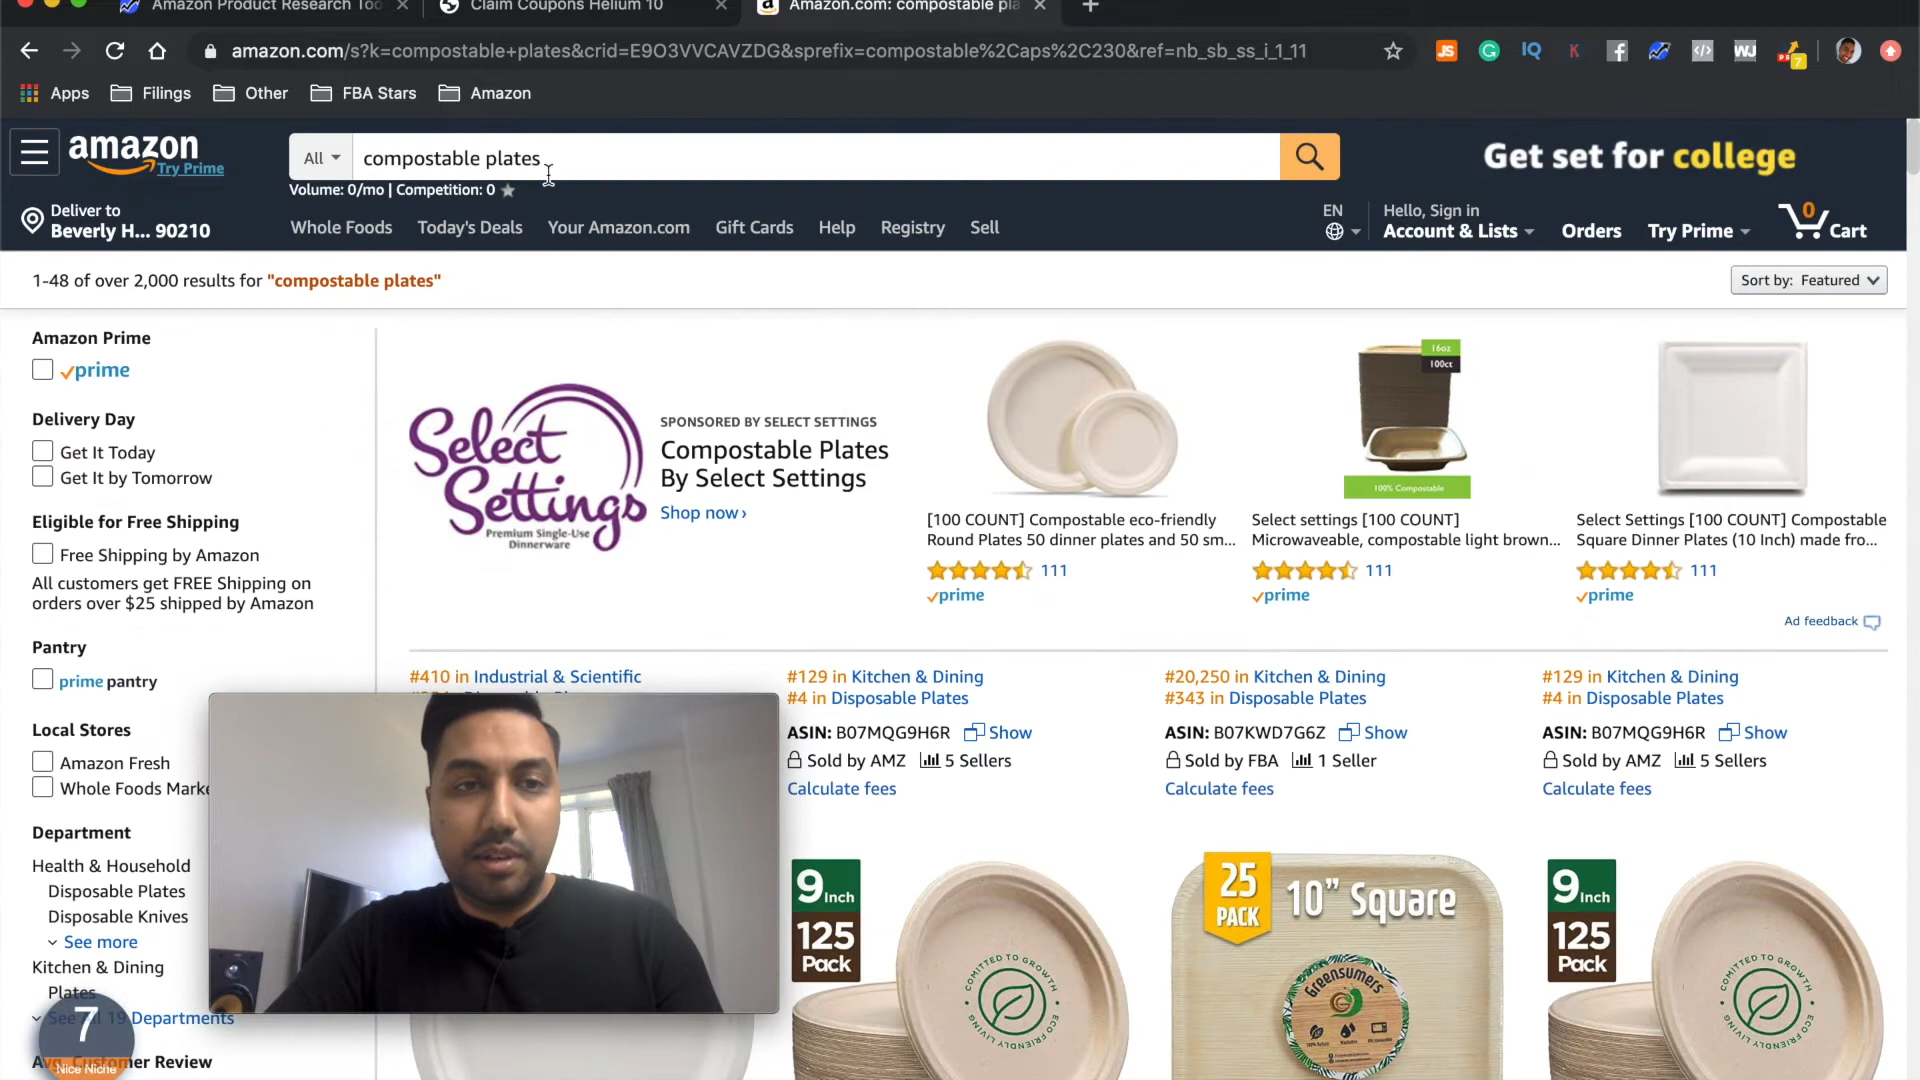 Amazon Product Research Too
Claim Coupons Helium 10
Amazon.com: compostable pla
amazon.com/s?k=compostable+plates&crid=E9O3VVCAVZDG&sprefix=compostable%2Caps%2C230&ref=nb_sb_ss_i_1_11
JS
G
IQ
K
WJ
7
Apps
Filings
Other
FBA Stars
Amazon
amazon
Try Prime
All
compostable plates
Get set for college
Volume: 0/mo | Competition: 0
Deliver to
Beverly H... 90210
Whole Foods
Today's Deals
Your Amazon.com
Gift Cards
Help
Registry
Sell
EN
Hello, Sign in
Account & Lists
Orders
Try Prime
0
Cart
1-48 of over 2,000 results for "compostable plates"
Sort by: Featured
Amazon Prime
prime
Delivery Day
Get It Today
Get It by Tomorrow
Eligible for Free Shipping
Free Shipping by Amazon
All customers get FREE Shipping on
orders over $25 shipped by Amazon
Pantry
prime pantry
Local Stores
Amazon Fresh
Whole Foods Marke
Department
Health & Household
Disposable Plates
Disposable Knives
See more
Kitchen & Dining
Plates
See all 19 Departments
Avg. Customer Review
7
Nice Niche
Select
Settings
Premium Single-Use
Dinnerware
SPONSORED BY SELECT SETTINGS
Compostable Plates
By Select Settings
Shop now›
[100 COUNT] Compostable eco-friendly
Round Plates 50 dinner plates and 50 sm...
111
prime
16oz
100ct
100% Compostable
Select settings [100 COUNT]
Microwaveable, compostable light brown...
111
prime
Select Settings [100 COUNT] Compostable
Square Dinner Plates (10 Inch) made fro...
111
prime
Ad feedback
#410 in Industrial & Scientific
#129 in Kitchen & Dining
#4 in Disposable Plates
ASIN: B07MQG9H6R Show
Sold by AMZ 5 Sellers
Calculate fees
#20,250 in Kitchen & Dining
#343 in Disposable Plates
ASIN: B07KWD7G6Z Show
Sold by FBA 1 Seller
Calculate fees
#129 in Kitchen & Dining
#4 in Disposable Plates
ASIN: B07MQG9H6R Show
Sold by AMZ 5 Sellers
Calculate fees
9 Inch
125
Pack
COMITTED TO GROWTH
ECO FRIENDLY LIVING
25
PACK
10” Square
Greensumers
9 Inch
125
Pack
COMITTED TO GROWTH
ECO FRIENDLY LIVING